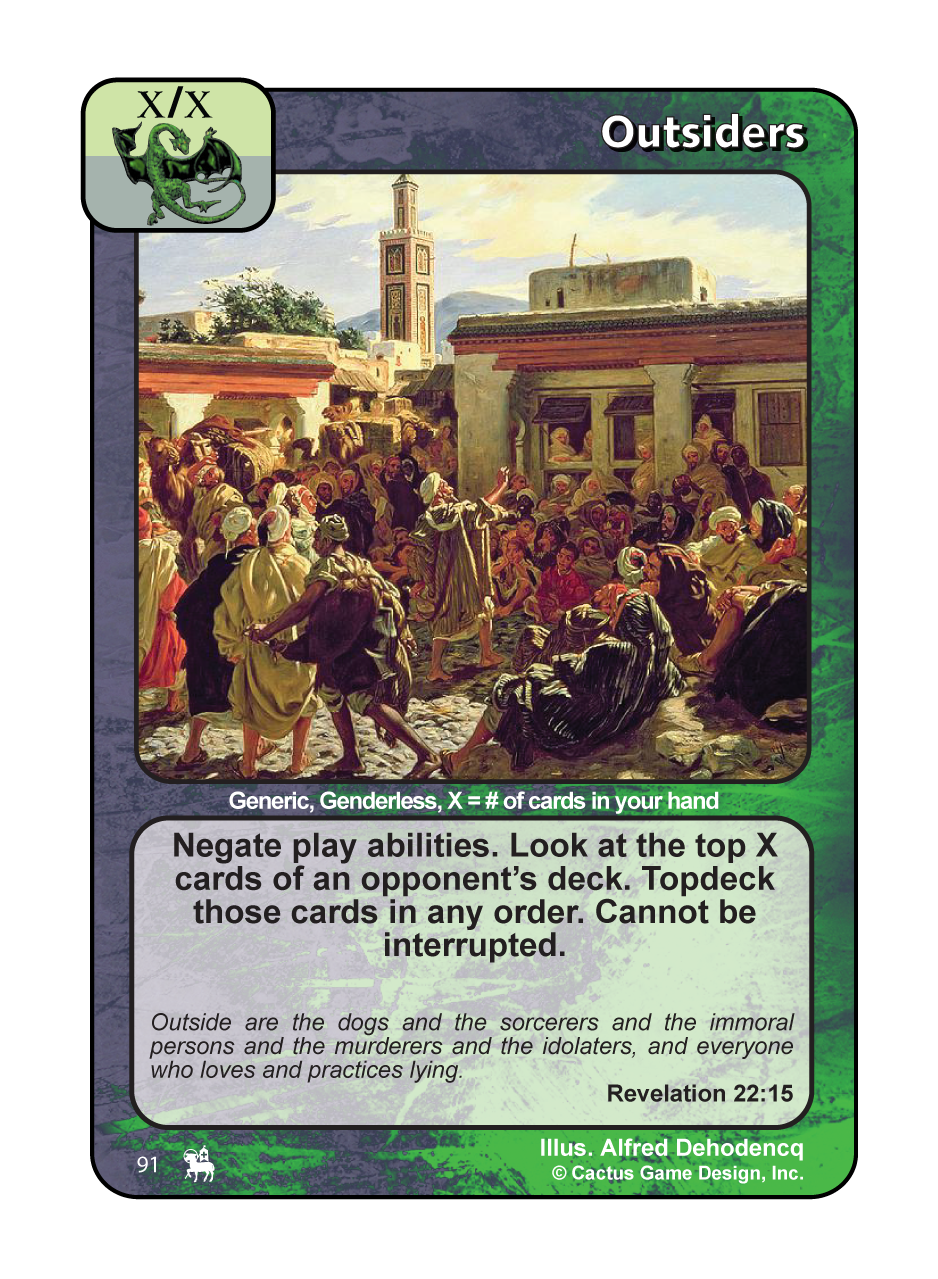 X/X
Outsiders
Generic, Genderless, X = # of cards in your hand
Negate play abilities. Look at the top X
cards of an opponent’s deck. Topdeck
those cards in any order. Cannot be
interrupted.
Outside are the dogs and the sorcerers and the immoral
persons and the murderers and the idolaters, and everyone
who loves and practices lying.
Revelation 22:15
91
Illus. Alfred Dehodencq
© Cactus Game Design, Inc.